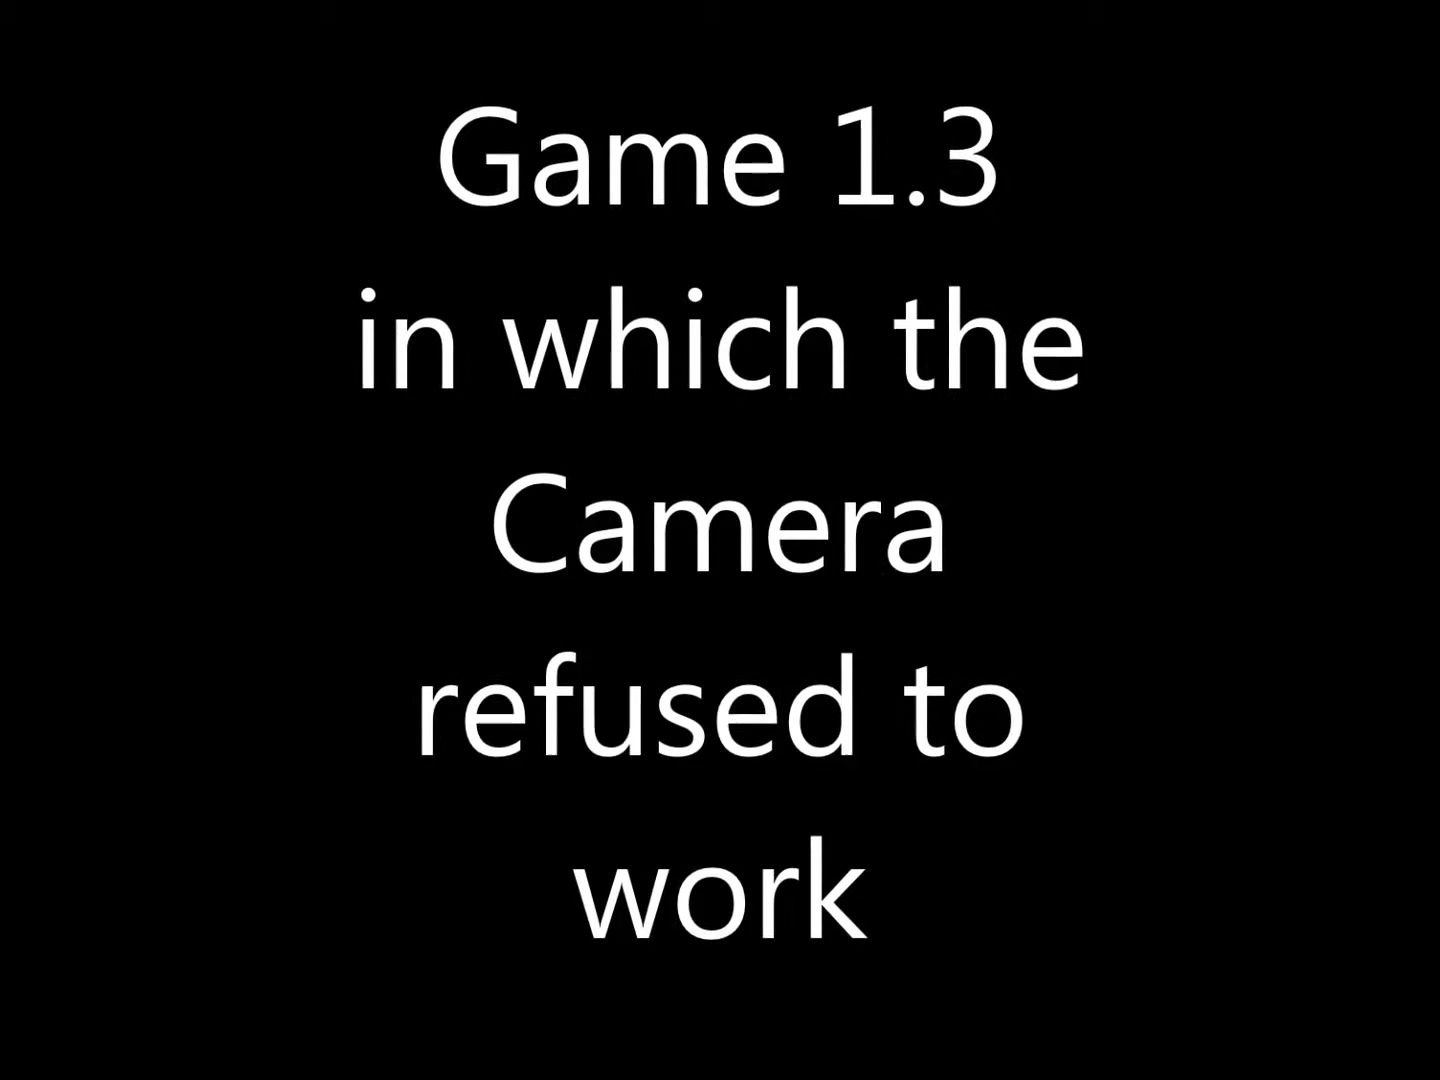 Game 1.3
in which the
Camera
refused to
work